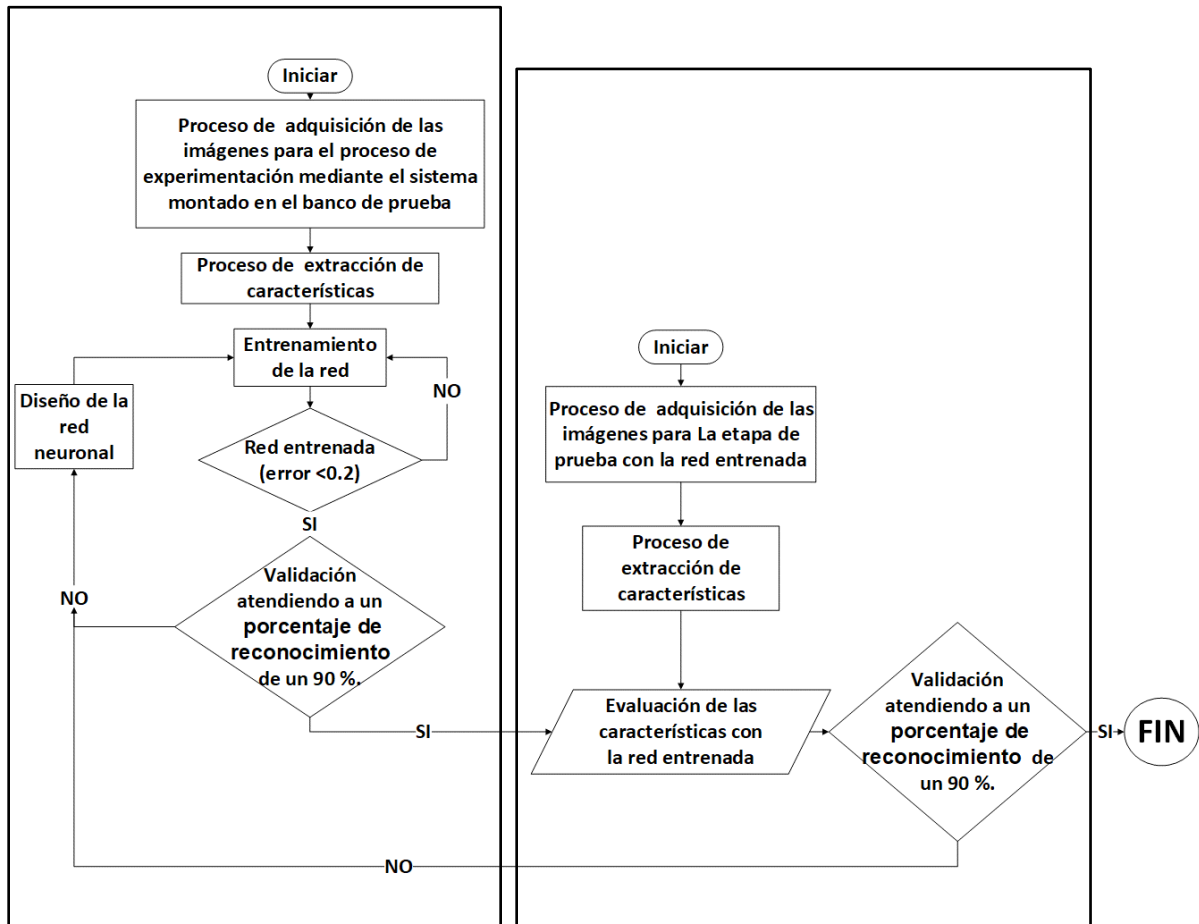 Iniciar
Proceso de adquisición de las
imágenes para el proceso de
experimentación mediante el sistema
montado en el banco de prueba
Proceso de extracción de
características
Entrenamiento
de la red
NO
Diseño de la
red
neuronal
Red entrenada
(error <0.2)
SI
Validación
atendiendo a un
porcentaje de
reconocimiento
de un 90 %.
NO
SI
Iniciar
Proceso de adquisición de las
imágenes para La etapa de
prueba con la red entrenada
Proceso de
extracción de
características
Evaluación de las
características con
la red entrenada
Validación
atendiendo a un
porcentaje de
reconocimiento de
un 90 %.
SI
FIN
NO